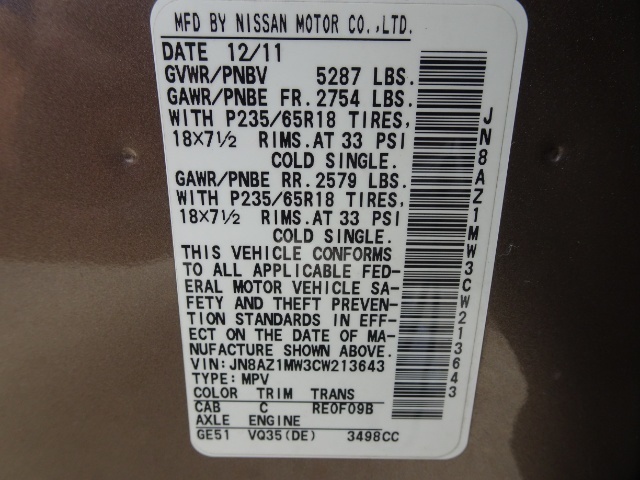 MFD BY NISSAN MOTOR CO.,LTD.
DATE 12/11
GVWR/PNBV 5287 LBS.
GAWR/PNBE FR. 2754 LBS.
WITH P235/65R18 TIRES,
18X7½ RIMS. AT 33 PSI
COLD SINGLE.
GAWR/PNBE RR. 2579 LBS.
WITH P235/65R18 TIRES,
18X7½ RIMS. AT 33 PSI
COLD SINGLE.
THIS VEHICLE CONFORMS
TO ALL APPLICABLE FED-
ERAL MOTOR VEHICLE SA-
FETY AND THEFT PREVEN-
TION STANDARDS IN EFF-
ECT ON THE DATE OF MA-
NUFACTURE SHOWN ABOVE.
VIN: JN8AZ1MW3CW213643
TYPE: MPV
COLOR TRIM TRANS
CAB C RE0F09B
AXLE ENGINE
GE51 VQ35(DE) 3498CC
JN8AZ1MW3CW213643